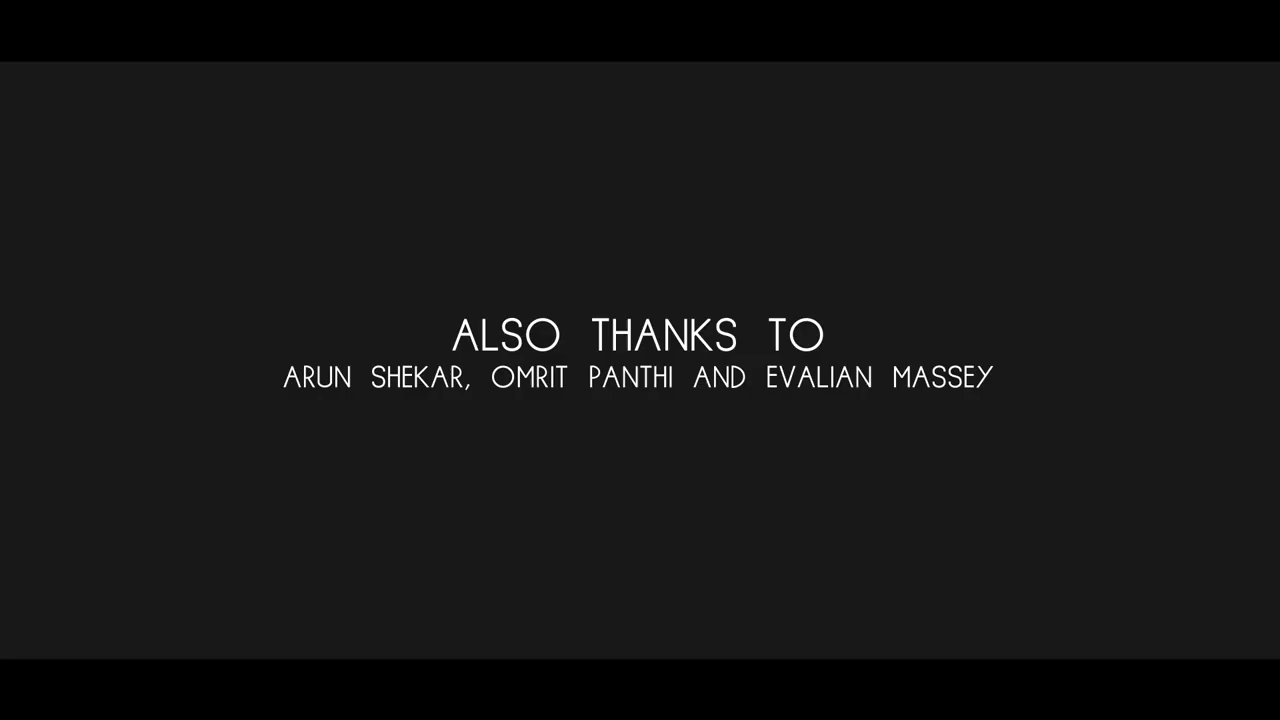 ALSO THANKS TO
ARUN SHEKAR, OMRIT PANTHI AND EVALIAN MASSEY